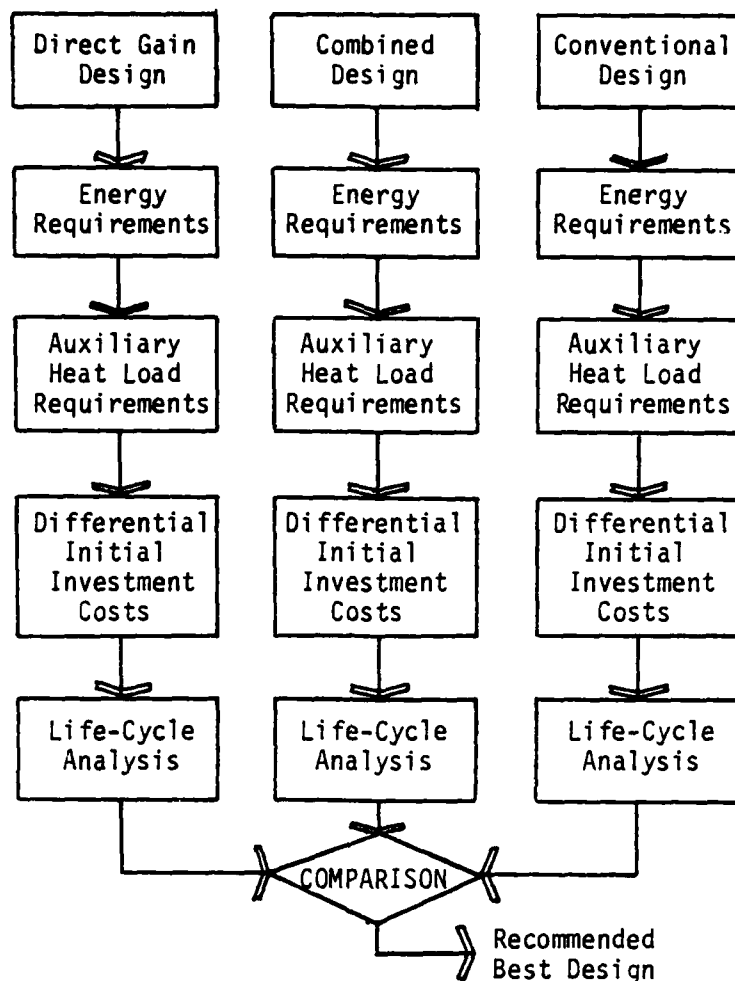 Direct Gain
Design
Combined
Design
Conventional
Design
Energy
Requirements
Energy
Requirements
Energy
Requirements
Auxiliary
Heat Load
Requirements
Auxiliary
Heat Load
Requirements
Auxiliary
Heat Load
Requirements
Differential
Initial
Investment
Costs
Differential
Initial
Investment
Costs
Differential
Initial
Investment
Costs
Life-Cycle
Analysis
Life-Cycle
Analysis
Life-Cycle
Analysis
COMPARISON
Recommended
Best Design